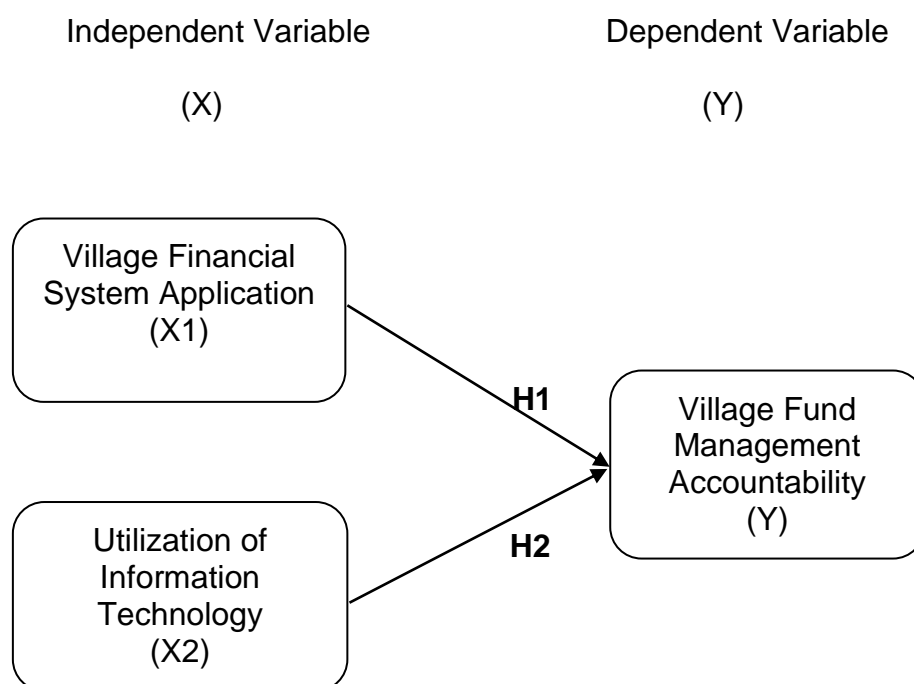 Independent Variable
Dependent Variable
(X)
(Y)
Village Financial
System Application
(X1)
H1
Village Fund
Management
Accountability
(Y)
Utilization of
Information
Technology
(X2)
H2